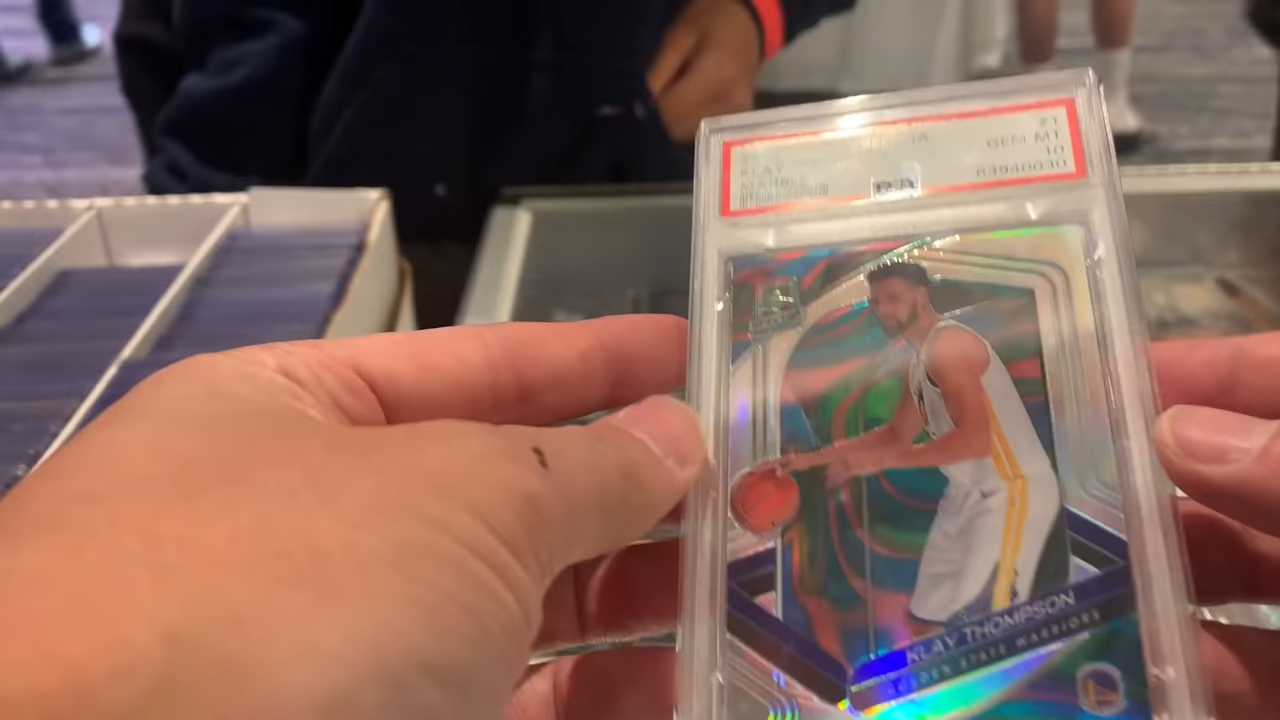 #1
KLAY
GEM MT
10
PSA
63940030
KLAY THOMPSON
GOLDEN STATE WARRIORS